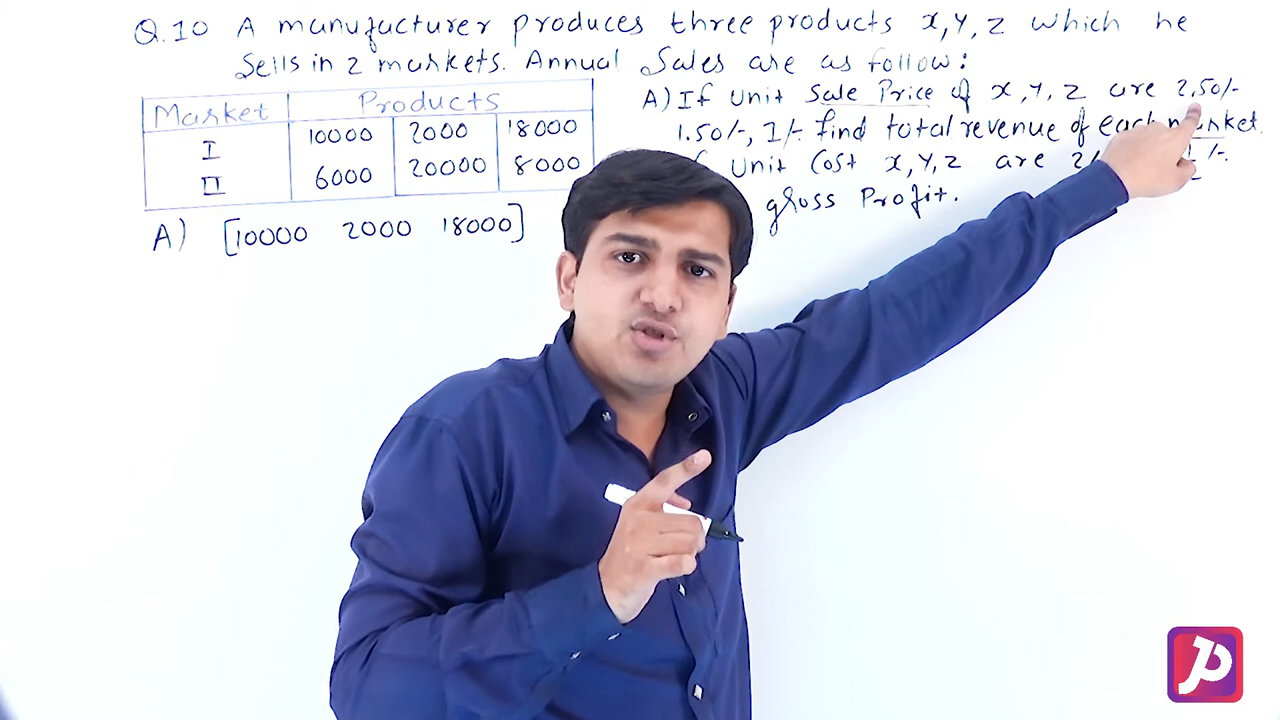 Q.10 A manufacturer produces three products x, y, z which he
sells in 2 markets. Annual Sales are as follow:
Market Products
I 10000 2000 18000
II 6000 20000 8000
A) If unit Sale Price of x, y, z are 2.50/-
1.50/-, 1/- find total revenue of each market.
If unit Cost x, y, z are 2/
gross Profit.
A) [10000 2000 18000]